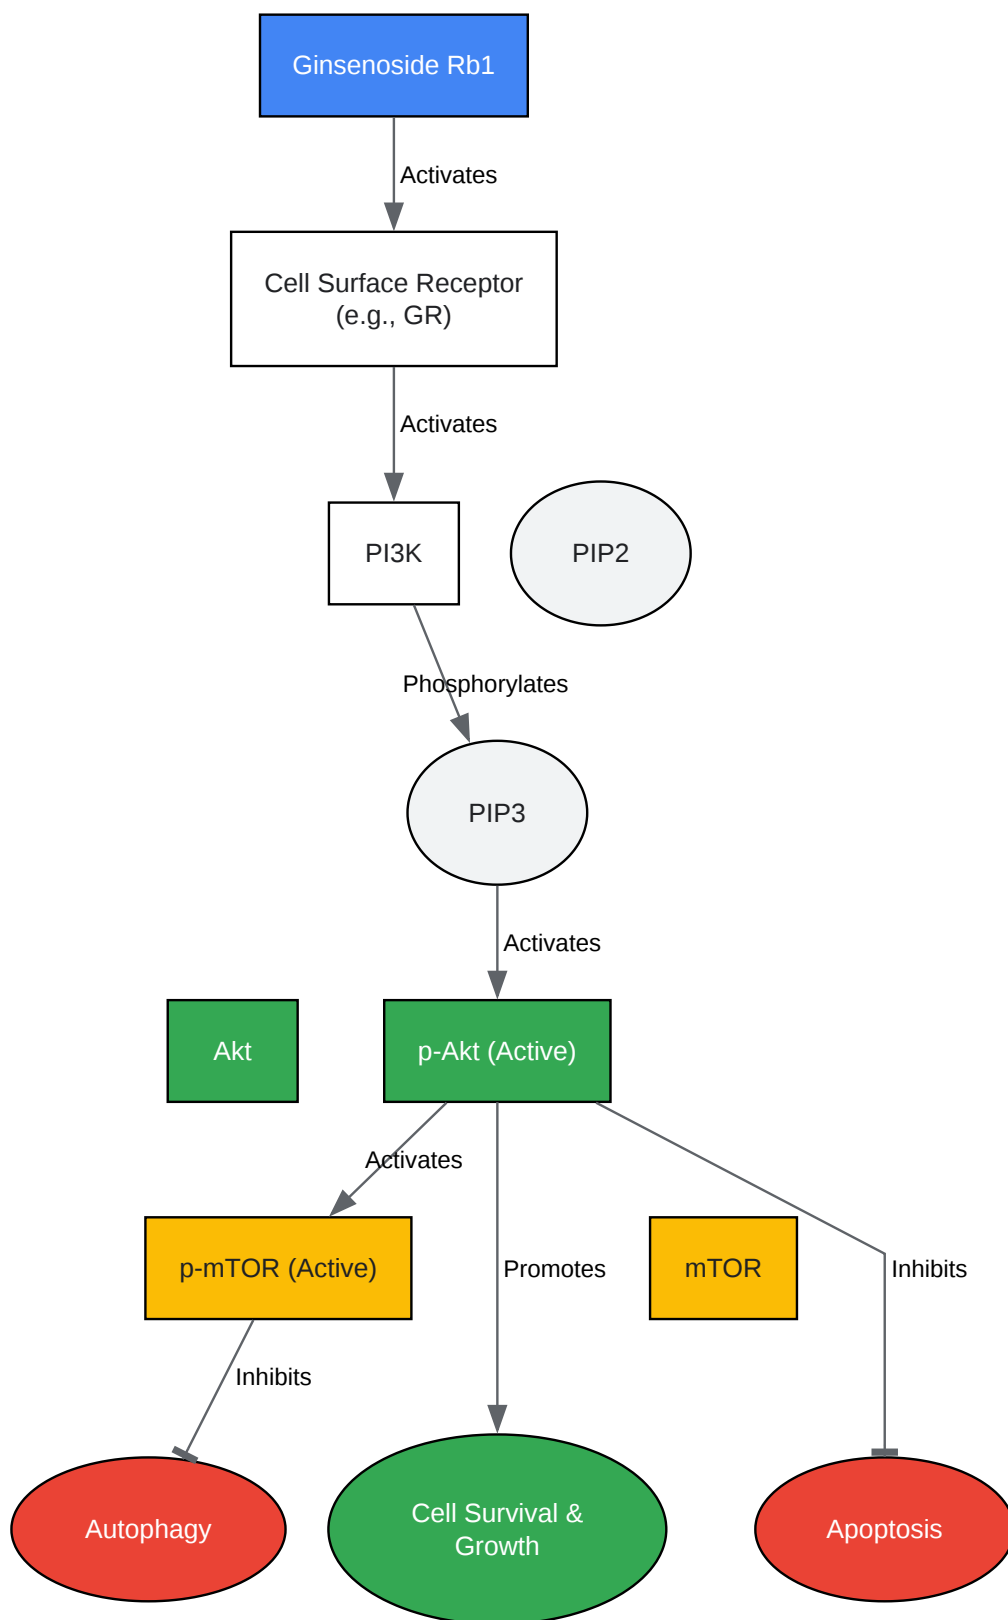 Ginsenoside Rb1
Activates
Cell Surface Receptor
(e.g., GR)
Activates
PI3K
PIP2
Phosphorylates
PIP3
Activates
Akt
p-Akt (Active)
Activates
p-mTOR (Active)
Promotes
mTOR
Inhibits
Inhibits
Autophagy
Cell Survival &
Growth
Apoptosis